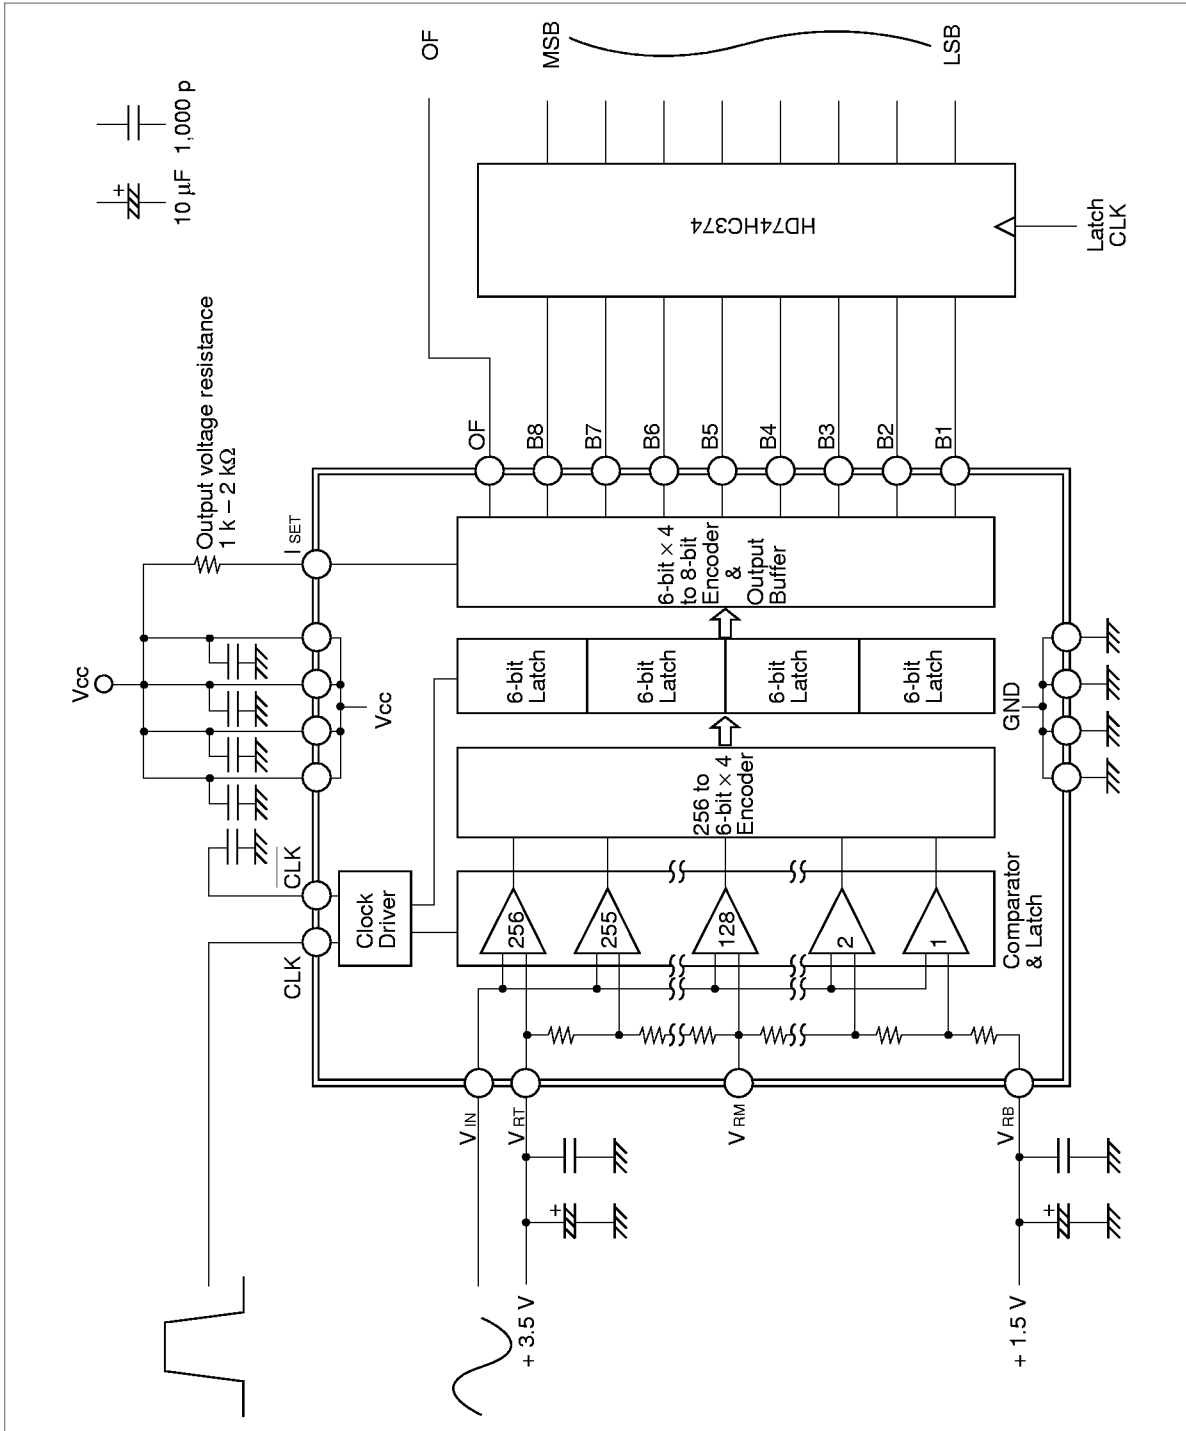 10 µF
1,000 p
Vcc
Output voltage resistance
1 k – 2 kΩ
CLK
CLK
Vcc
I SET
Clock
Driver
V IN
V RT
V RM
V RB
+ 3.5 V
+ 1.5 V
256
255
128
2
1
Comparator
& Latch
256 to
6-bit × 4
Encoder
6-bit
Latch
6-bit
Latch
6-bit
Latch
6-bit
Latch
GND
6-bit × 4
to 8-bit
Encoder
&
Output
Buffer
OF
B8
B7
B6
B5
B4
B3
B2
B1
HD74HC374
Latch
CLK
OF
MSB
LSB